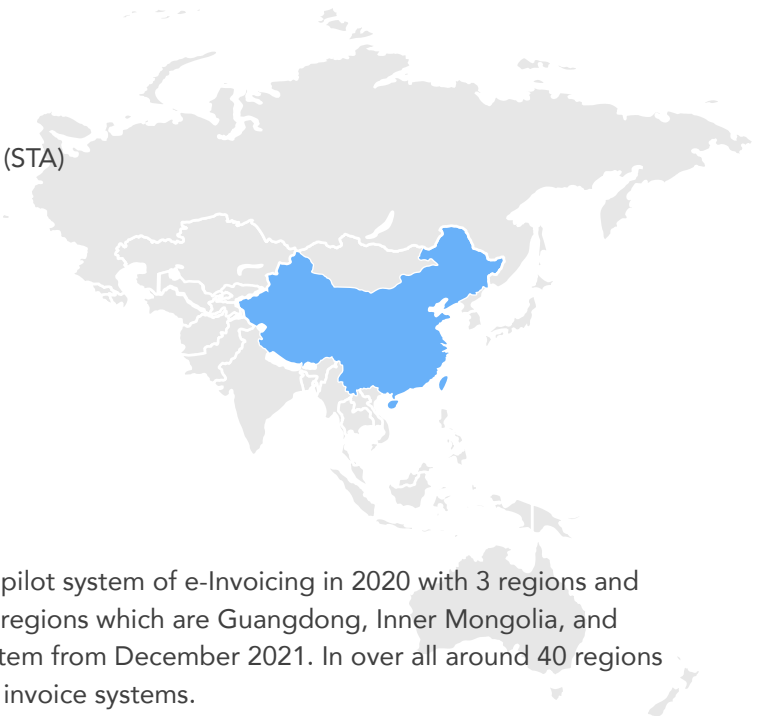 (STA)
pilot system of e-Invoicing in 2020 with 3 regions and
regions which are Guangdong, Inner Mongolia, and
tem from December 2021. In over all around 40 regions
invoice systems.